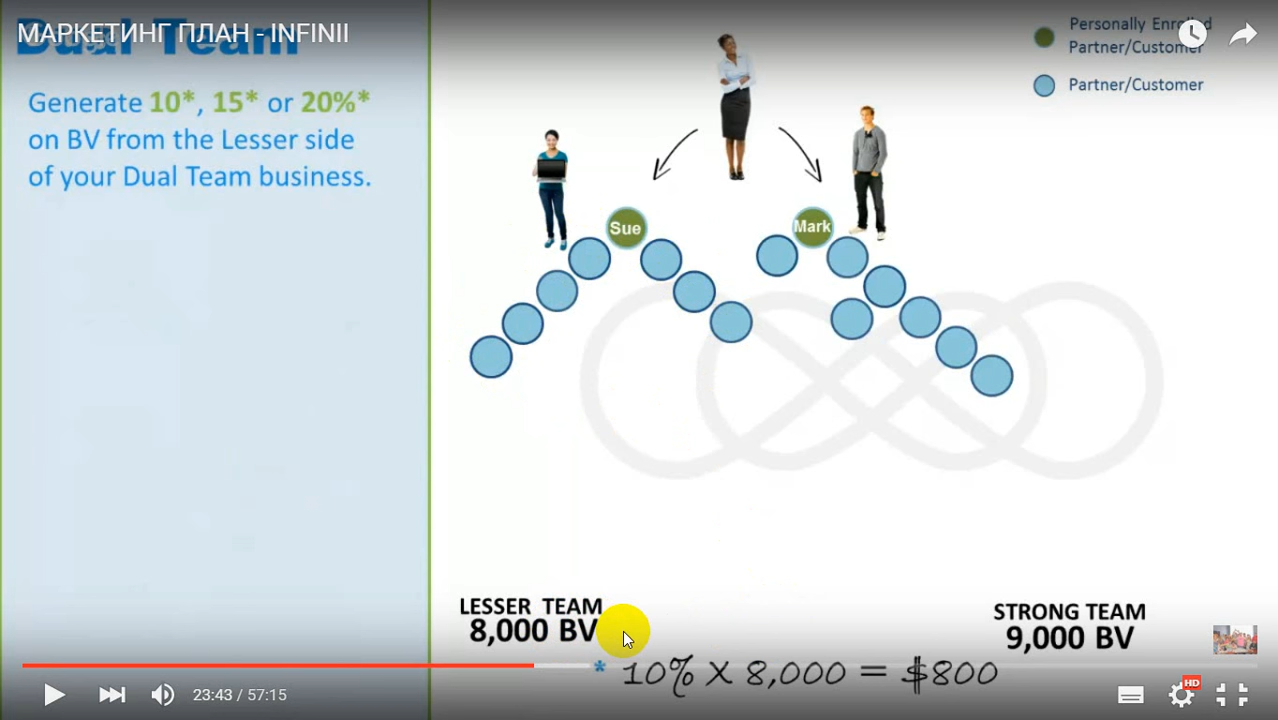 МАРКЕТИНГ ПЛАН - INFINII
Dual Team
Generate 10*, 15* or 20%*
on BV from the Lesser side
of your Dual Team business.
Personally Enrolled
Partner/Customer
Partner/Customer
Sue
Mark
LESSER TEAM
8,000 BV
STRONG TEAM
9,000 BV
* 10% X 8,000 = $800
23:43 / 57:15
HD